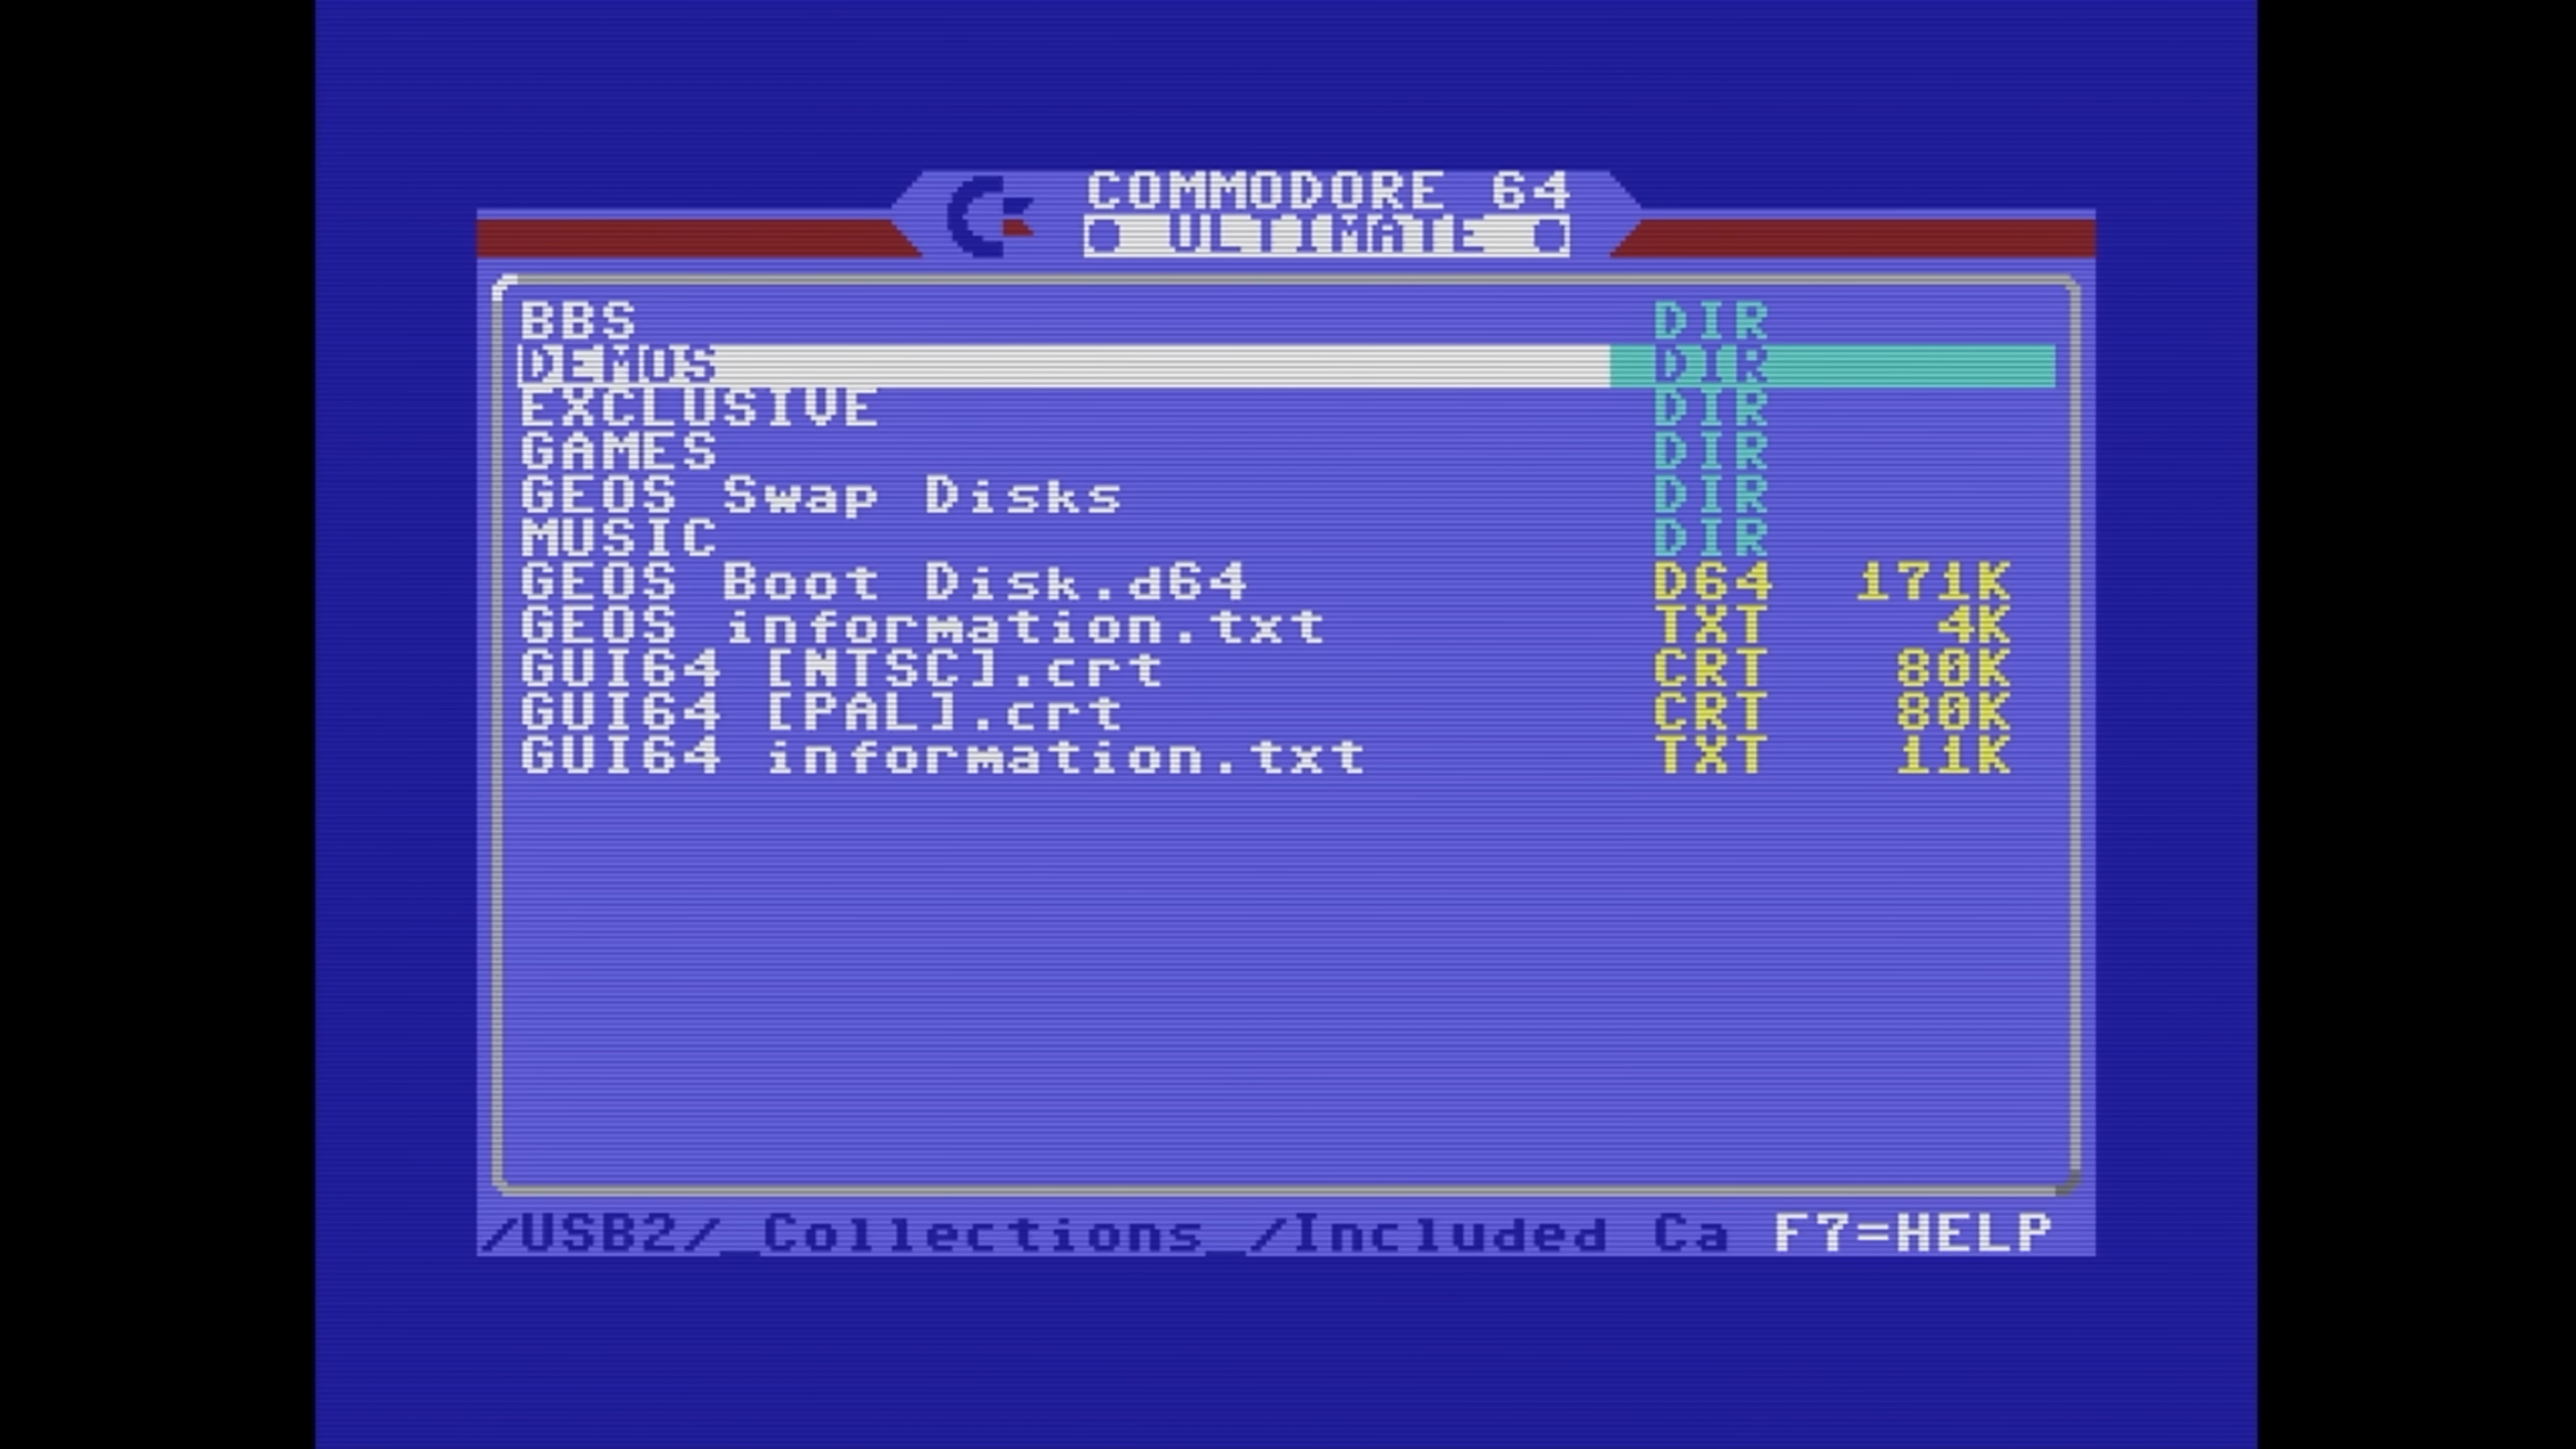 COMMODORE 64
ULTIMATE
BBS DIR
DEMOS DIR
EXCLUSIVE DIR
GAMES DIR
GEOS Swap Disks DIR
MUSIC DIR
GEOS Boot Disk.d64 D64 171K
GEOS information.txt TXT 4K
GUI64 [NTSC].crt CRT 80K
GUI64 [PAL].crt CRT 80K
GUI64 information.txt TXT 11K
/USB2/_Collections_/Included Ca F7=HELP